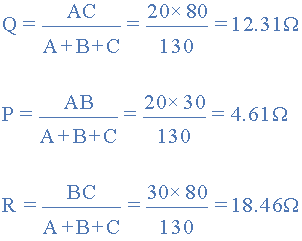 Q = AC / A+B+C = 20×80 / 130 = 12.31Ω
P = AB / A+B+C = 20×30 / 130 = 4.61Ω
R = BC / A+B+C = 30×80 / 130 = 18.46Ω